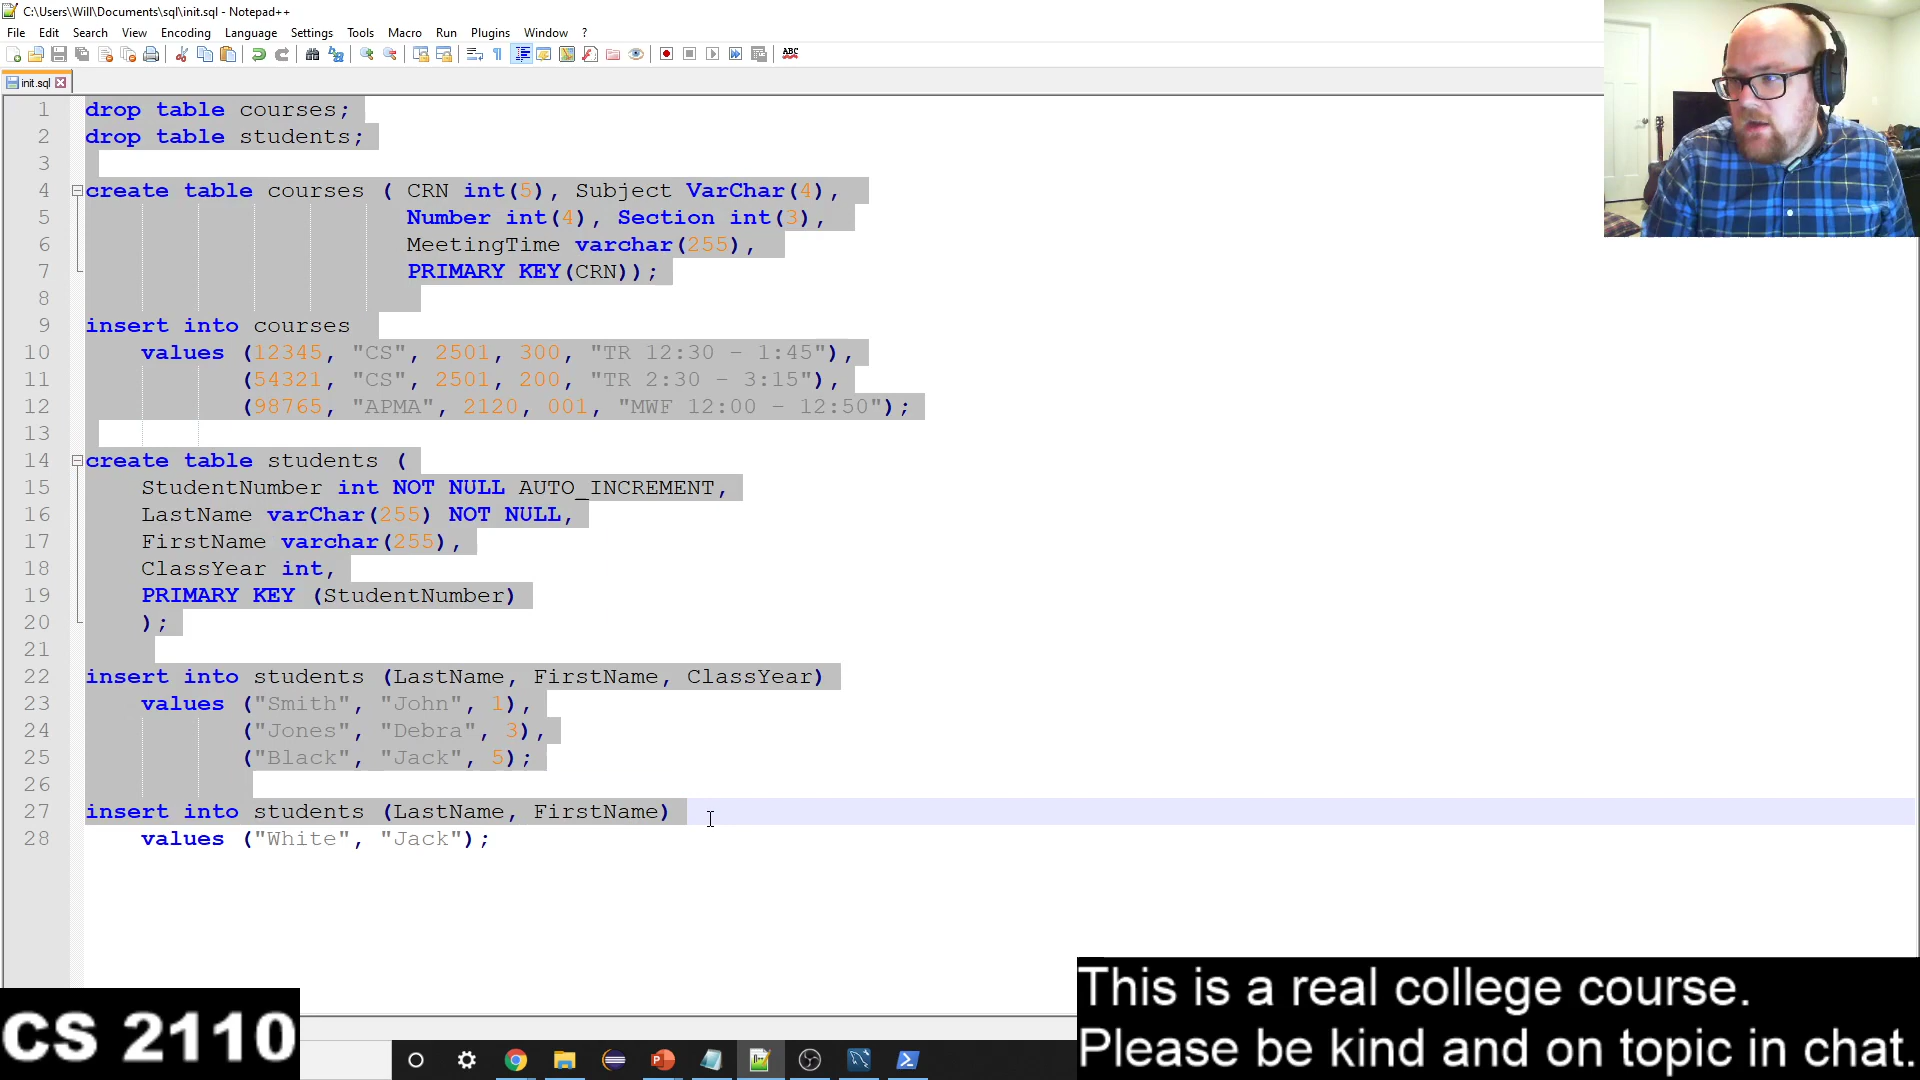 C:\Users\Will\Documents\sql\init.sql - Notepad++
File Edit Search View Encoding Language Settings Tools Macro Run Plugins Window ?
init.sql
1 drop table courses;
2 drop table students;
3
4 create table courses ( CRN int(5), Subject VarChar(4),
5 Number int(4), Section int(3),
6 MeetingTime varchar(255),
7 PRIMARY KEY(CRN));
8
9 insert into courses
10 values (12345, "CS", 2501, 300, "TR 12:30 - 1:45"),
11 (54321, "CS", 2501, 200, "TR 2:30 - 3:15"),
12 (98765, "APMA", 2120, 001, "MWF 12:00 - 12:50");
13
14 create table students (
15 StudentNumber int NOT NULL AUTO_INCREMENT,
16 LastName varChar(255) NOT NULL,
17 FirstName varchar(255),
18 ClassYear int,
19 PRIMARY KEY (StudentNumber)
20 );
21
22 insert into students (LastName, FirstName, ClassYear)
23 values ("Smith", "John", 1),
24 ("Jones", "Debra", 3),
25 ("Black", "Jack", 5);
26
27 insert into students (LastName, FirstName)
28 values ("White", "Jack");
CS 2110
This is a real college course.
Please be kind and on topic in chat.